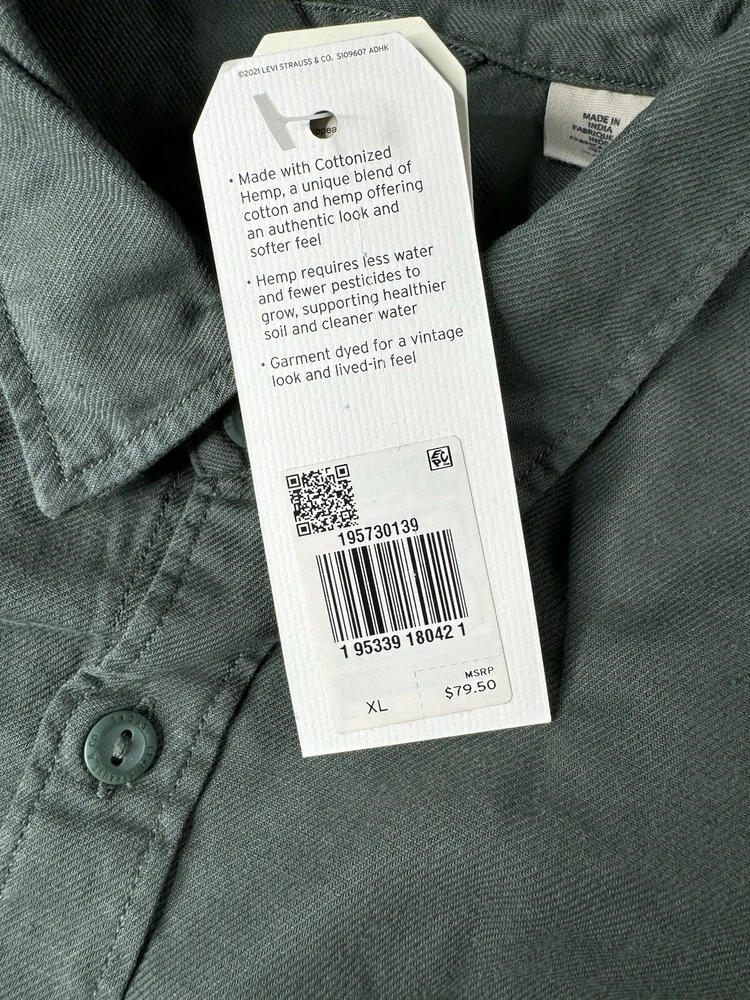 ©2021 LEVI STRAUSS & CO. S109607 ADHK
MADE IN
INDIA
• Made with Cottonized
Hemp, a unique blend of
cotton and hemp offering
an authentic look and
softer feel
• Hemp requires less water
and fewer pesticides to
grow, supporting healthier
soil and cleaner water
• Garment dyed for a vintage
look and lived-in feel
195730139
1 95339 18042 1
MSRP
$79.50
XL